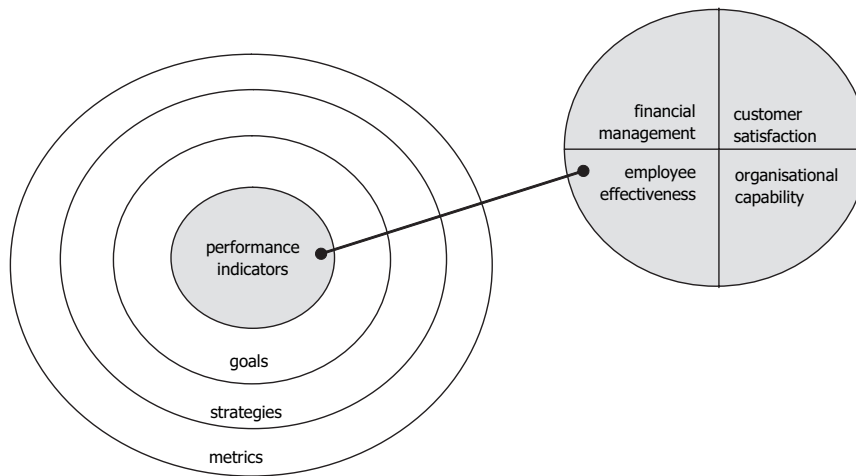 financial
management
customer
satisfaction
employee
effectiveness
organisational
capability
performance
indicators
goals
strategies
metrics